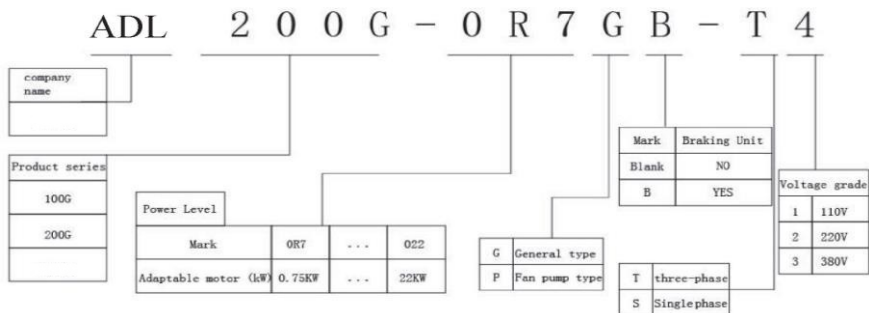 ADL 200G-0R7GB-T4
company
name
Product series
100G
200G
Power Level
Mark 0R7 ... 022
Adaptable motor (kW) 0.75KW ... 22KW
G General type
P Fan pump type
Mark Braking Unit
Blank NO
B YES
T three-phase
S Singlephase
Voltage grade
1 110V
2 220V
3 380V